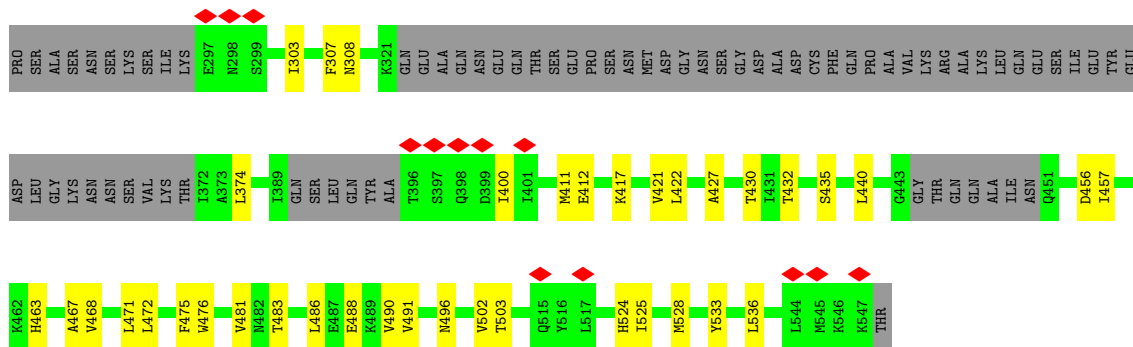 PRO SER ALA SER ASN SER LYS SER ILE LYS E297 N298 S299 I303 F307 N308 K321 GLN GLU ALA GLN ASN GLU GLN THR SER GLU PRO SER ASN MET ASP GLY ASN SER GLY ASP ALA ASP CYS PHE GLN PRO ALA VAL LYS ARG ALA LYS LEU GLN GLU SER ILE GLU TYR GLU
ASP LEU GLY LYS ASN ASN SER VAL LYS THR I372 A373 L374 I389 GLN SER LEU GLN TYR ALA T396 S397 Q398 D399 I400 I401 M411 E412 K417 V421 L422 A427 T430 I431 T432 S435 L440 G443 GLY THR GLN GLN ALA ILE ASN Q451 D456 I457
K462 H463 A467 V468 L471 L472 F475 W476 V481 N482 T483 L486 E487 E488 K489 V490 V491 N496 V502 T503 Q515 Y516 L517 H524 I525 M528 Y533 L536 L544 M545 K546 K547 THR